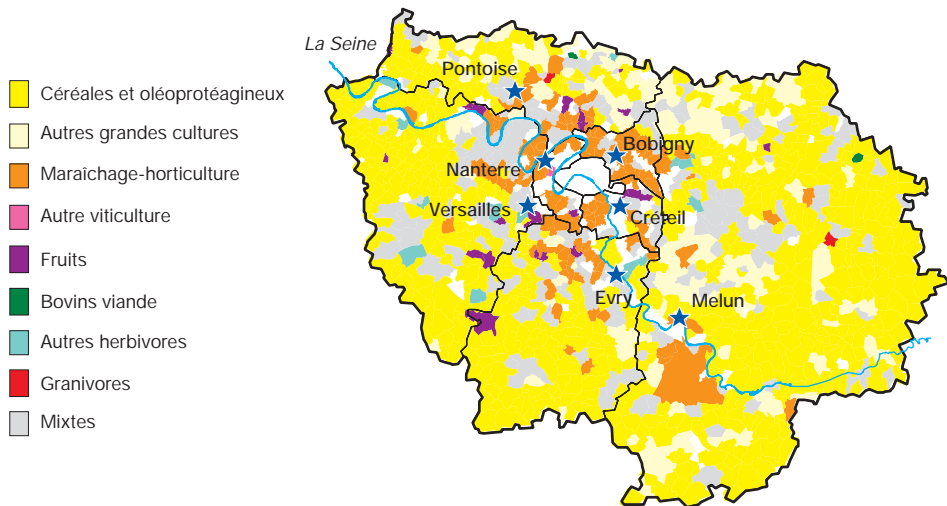 La Seine
Pontoise
Céréales et oléoprotéagineux
Autres grandes cultures
Maraîchage-horticulture
Autre viticulture
Fruits
Bovins viande
Autres herbivores
Granivores
Mixtes
Bobigny
Nanterre
Versailles
Créteil
Evry
Melun